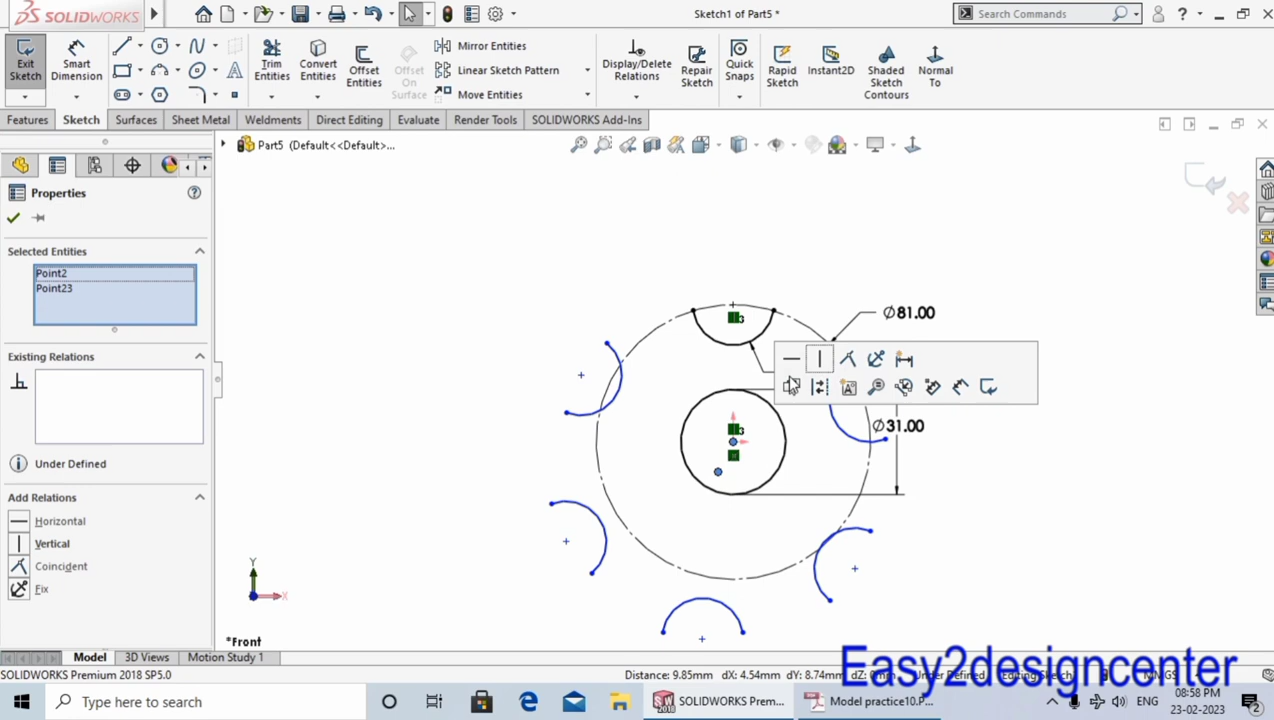 SOLIDWORKS
Sketch1 of Part5 *
Search Commands
Exit Sketch
Smart Dimension
Trim Entities
Convert Entities
Offset Entities
Offset On Surface
Mirror Entities
Linear Sketch Pattern
Move Entities
Display/Delete Relations
Repair Sketch
Quick Snaps
Rapid Sketch
Instant2D
Shaded Sketch Contours
Normal To
Features
Sketch
Surfaces
Sheet Metal
Weldments
Direct Editing
Evaluate
Render Tools
SOLIDWORKS Add-Ins
Part5 (Default<<Default>...
Properties
Selected Entities
Point2
Point23
Existing Relations
Under Defined
Add Relations
Horizontal
Vertical
Coincident
Fix
Ø81.00
Ø31.00
Y
X
*Front
Model
3D Views
Motion Study 1
SOLIDWORKS Premium 2018 SP5.0
Distance: 9.85mm dX: 4.54mm dY: 8.74mm
Easy2designcenter
Type here to search
SOLIDWORKS Prem...
Model practice10.P...
ENG
08:58 PM
23-02-2023
2